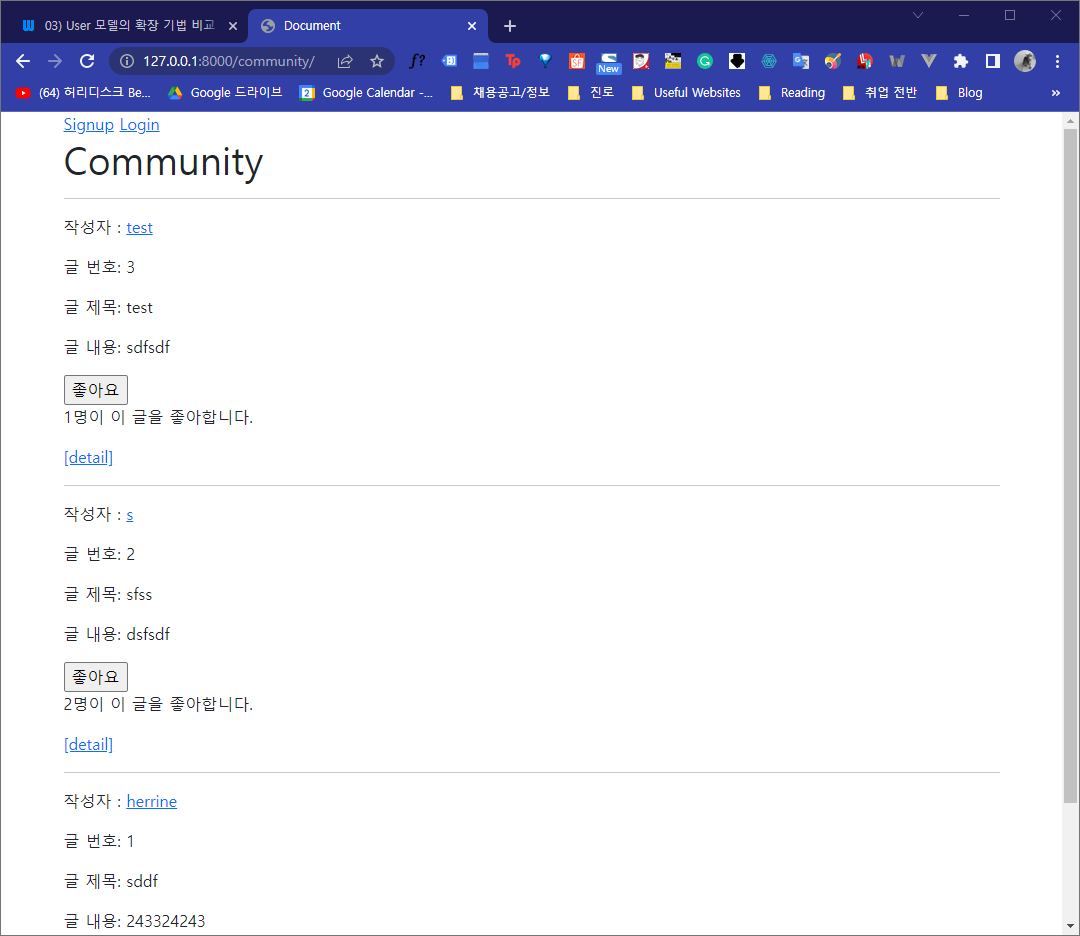 03) User 모델의 확장 기법 비교
Document
127.0.0.1:8000/community/
f?
Tp
New
(64) 허리디스크 Be...
Google 드라이브
2
Google Calendar -...
채용공고/정보
진로
Useful Websites
Reading
취업 전반
Blog
»
Signup Login
Community
작성자 : test
글 번호: 3
글 제목: test
글 내용: sdfsdf
좋아요
1명이 이 글을 좋아합니다.
[detail]
작성자 : s
글 번호: 2
글 제목: sfss
글 내용: dsfsdf
좋아요
2명이 이 글을 좋아합니다.
[detail]
작성자 : herrine
글 번호: 1
글 제목: sddf
글 내용: 243324243